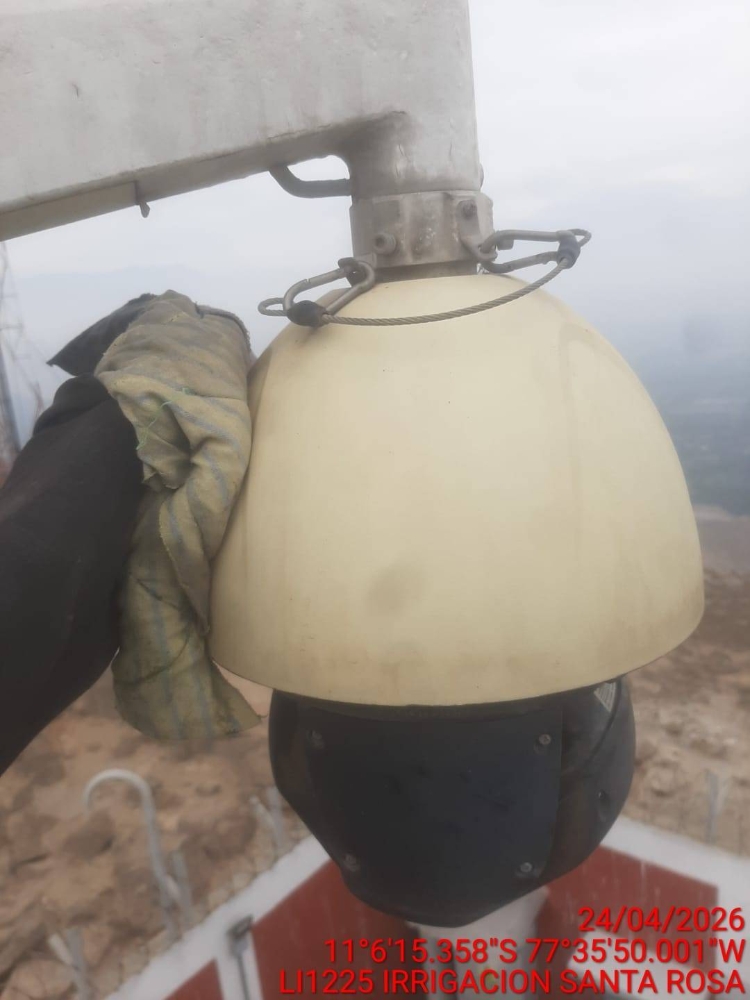 24/04/2026
11°6'15.358"S 77°35'50.001"W
LI1225 IRRIGACION SANTA ROSA